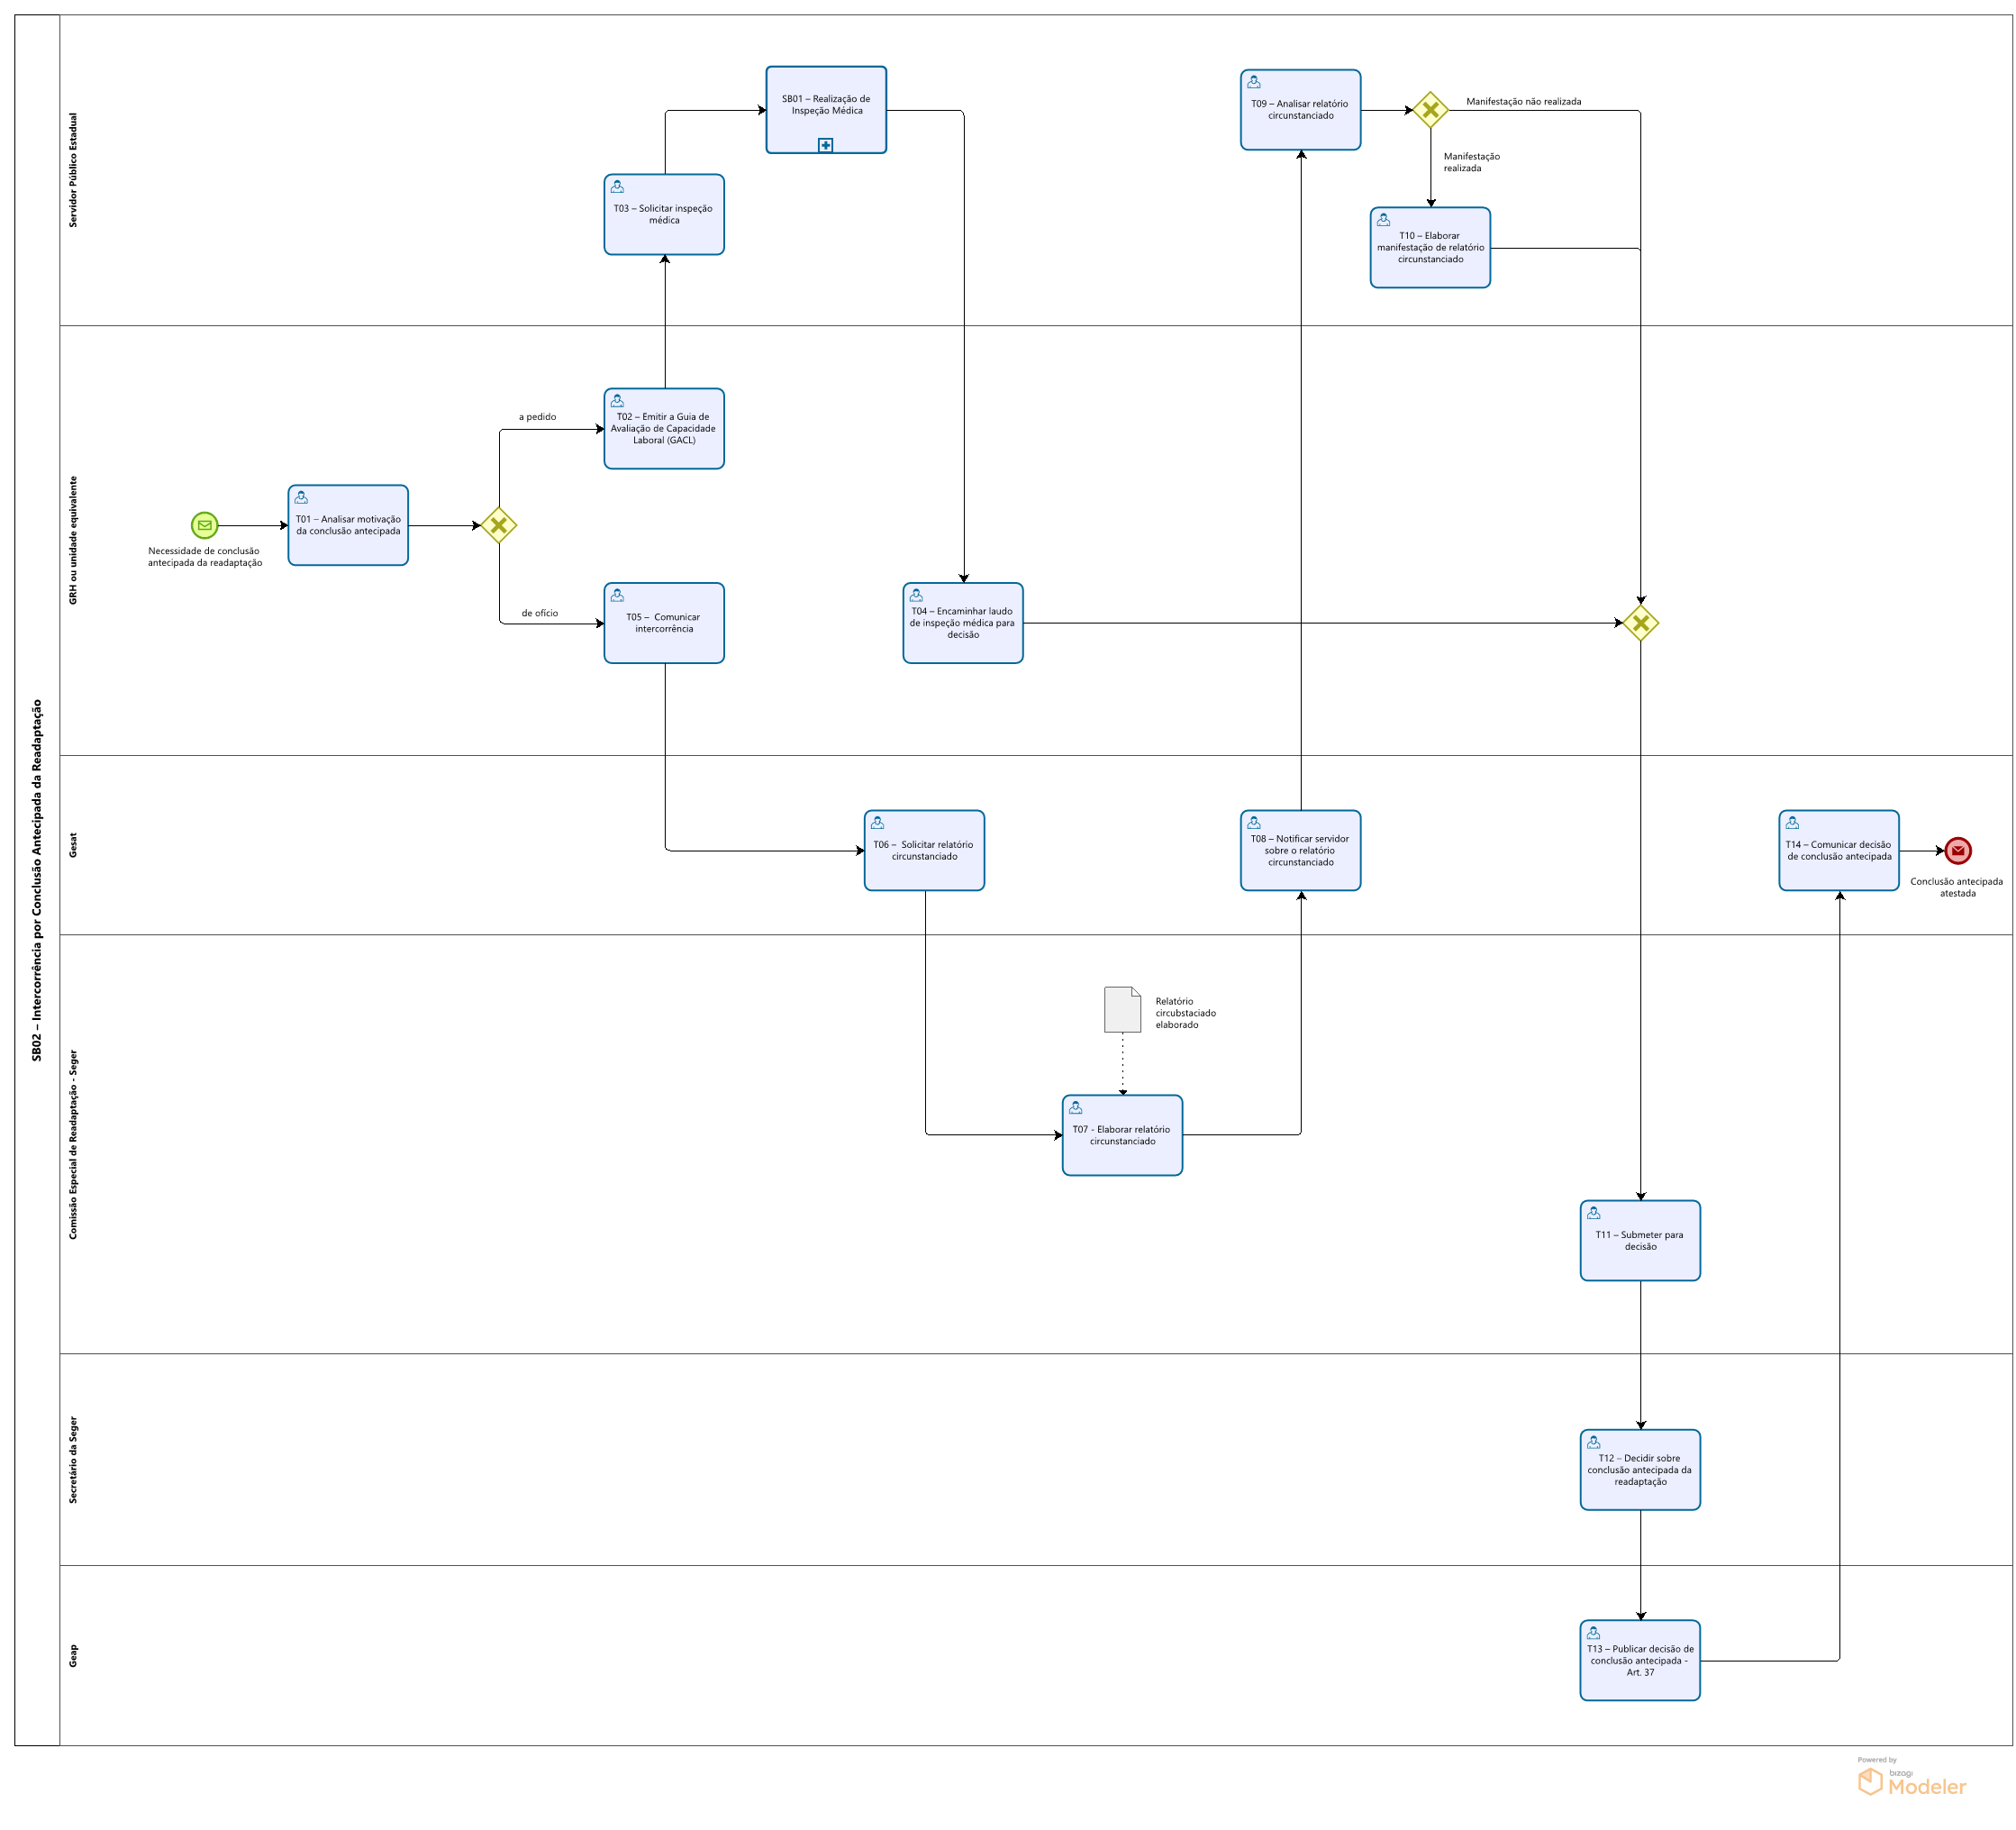 SB02 – Intercorrência por Conclusão Antecipada da Readaptação
Servidor Público Estadual
SB01 – Realização de
Inspeção Médica
T03 – Solicitar inspeção
médica
T09 – Analisar relatório
circunstanciado
Manifestação não realizada
Manifestação
realizada
T10 – Elaborar
manifestação de relatório
circunstanciado
GRH ou unidade equivalente
Necessidade de conclusão
antecipada da readaptação
T01 – Analisar motivação
da conclusão antecipada
a pedido
T02 – Emitir a Guia de
Avaliação de Capacidade
Laboral (GACL)
de ofício
T05 –  Comunicar
intercorrência
T04 – Encaminhar laudo
de inspeção médica para
decisão
Gesat
T06 –  Solicitar relatório
circunstanciado
T08 – Notificar servidor
sobre o relatório
circunstanciado
T14 – Comunicar decisão
de conclusão antecipada
Conclusão antecipada
atestada
Comissão Especial de Readaptação - Seger
Relatório
circubstaciado
elaborado
T07 - Elaborar relatório
circunstanciado
T11 – Submeter para
decisão
Secretário da Seger
T12 – Decidir sobre
conclusão antecipada da
readaptação
Geap
T13 – Publicar decisão de
conclusão antecipada -
Art. 37
Powered by
bizagi
Modeler